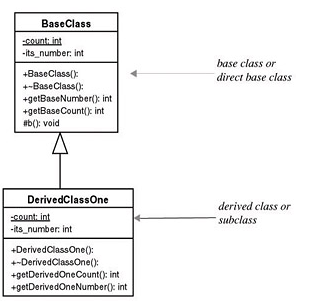 BaseClass
-count: int
-its_number: int
+BaseClass():
+~BaseClass():
+getBaseNumber(): int
+getBaseCount(): int
#b(): void
base class or
direct base class
DerivedClassOne
-count: int
-its_number: int
+DerivedClassOne():
+~DerivedClassOne():
+getDerivedOneCount(): int
+getDerivedOneNumber(): int
derived class or
subclass